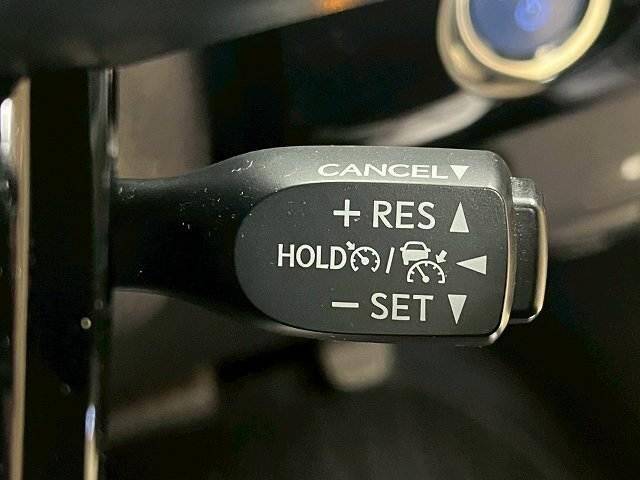 CANCEL▼
+ RES ▲
HOLD / ◀
− SET ▼